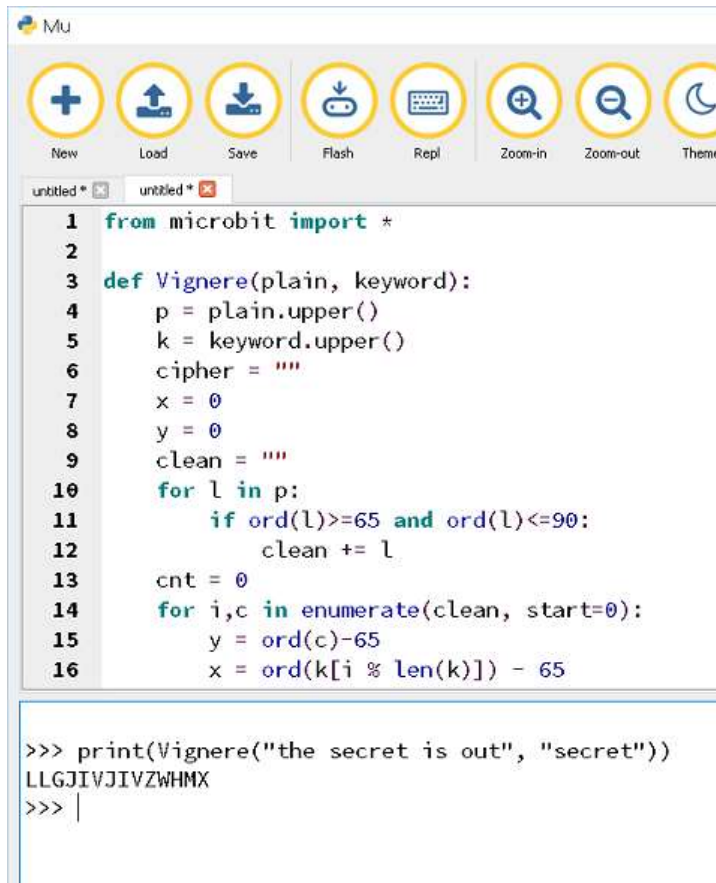 Mu
New Load Save Flash Repl Zoom-in Zoom-out Theme
untitled * untitled *
1 from microbit import *
2
3 def Vignere(plain, keyword):
4     p = plain.upper()
5     k = keyword.upper()
6     cipher = ""
7     x = 0
8     y = 0
9     clean = ""
10     for l in p:
11         if ord(l)>=65 and ord(l)<=90:
12             clean += l
13     cnt = 0
14     for i,c in enumerate(clean, start=0):
15         y = ord(c)-65
16         x = ord(k[i % len(k)]) - 65
>>> print(Vignere("the secret is out", "secret"))
LLGJIVJIVZWHMX
>>>